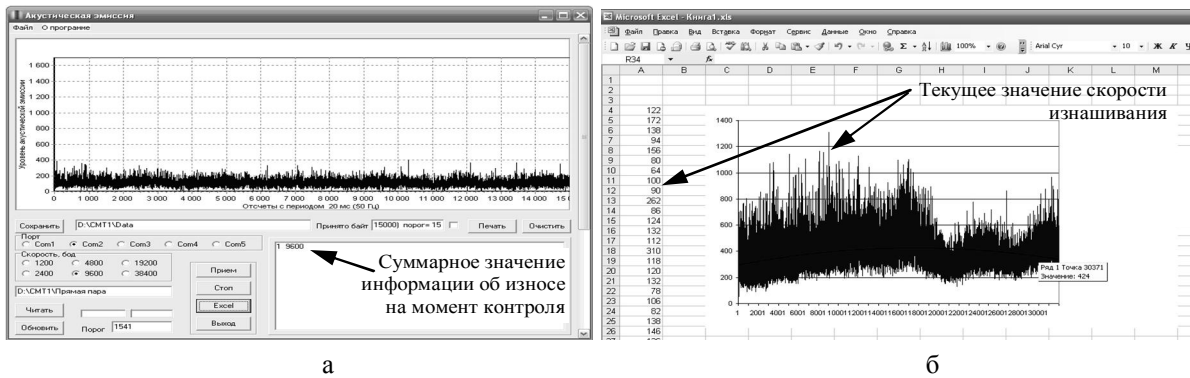 Акустическая эмиссия
Файл О программе
Уровень акустической эмиссии
1 600
1 400
1 200
1 000
800
600
400
200
0
0 1 000 2 000 3 000 4 000 5 000 6 000 7 000 8 000 9 000 10 000 11 000 12 000 13 000 14 000 15 0
Отсчеты с периодом 20 мс (50 Гц)
Сохранить D:\CMT1\Data Принято байт (15000) порог= 15 Печать Очистить
Порт
Com1 Com2 Com3 Com4 Com5
Скорость, бод
1200 4800 19200
2400 9600 38400
D:\CMT1\Прямая пара
Читать
Обновить Порог 1541
Прием
Стоп
Excel
Выход
1 9600
Суммарное значение
информации об износе
на момент контроля
а
Microsoft Excel - Книга1.xls
Файл Правка Вид Вставка Формат Сервис Данные Окно Справка
100% Arial Cyr 10 Ж К Ч
R34 fx
A B C D E F G H I J K L M
1
2
3
4 122
5 172
6 138
7 94
8 156
9 80
10 64
11 100
12 90
13 262
14 86
15 124
16 132
17 112
18 310
19 118
20 120
21 132
22 78
23 106
24 82
25 138
26 146
Текущее значение скорости
изнашивания
1400
1200
1000
800
600
400
200
0
1 2001 4001 6001 8001 1000112001140011600118001200012200124001260012800130001
Ряд 1 Точка 30371
Значение: 424
б